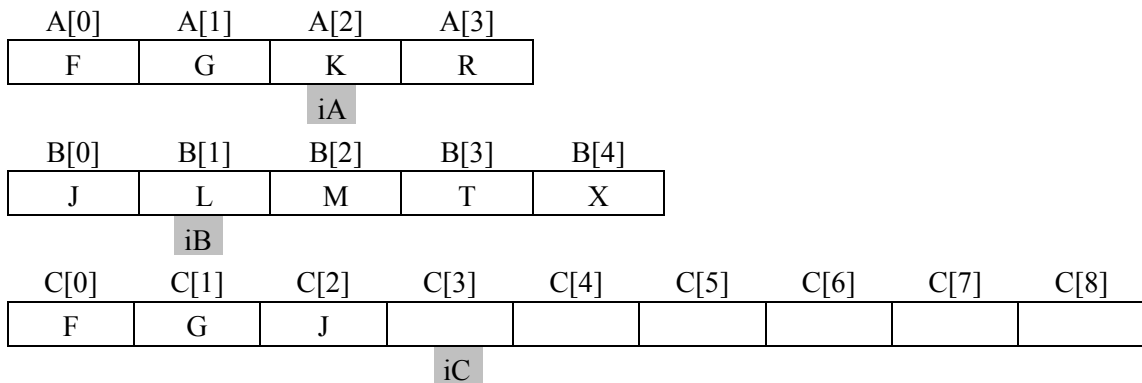 A[0] A[1] A[2] A[3]
F G K R
iA
B[0] B[1] B[2] B[3] B[4]
J L M T X
iB
C[0] C[1] C[2] C[3] C[4] C[5] C[6] C[7] C[8]
F G J
iC